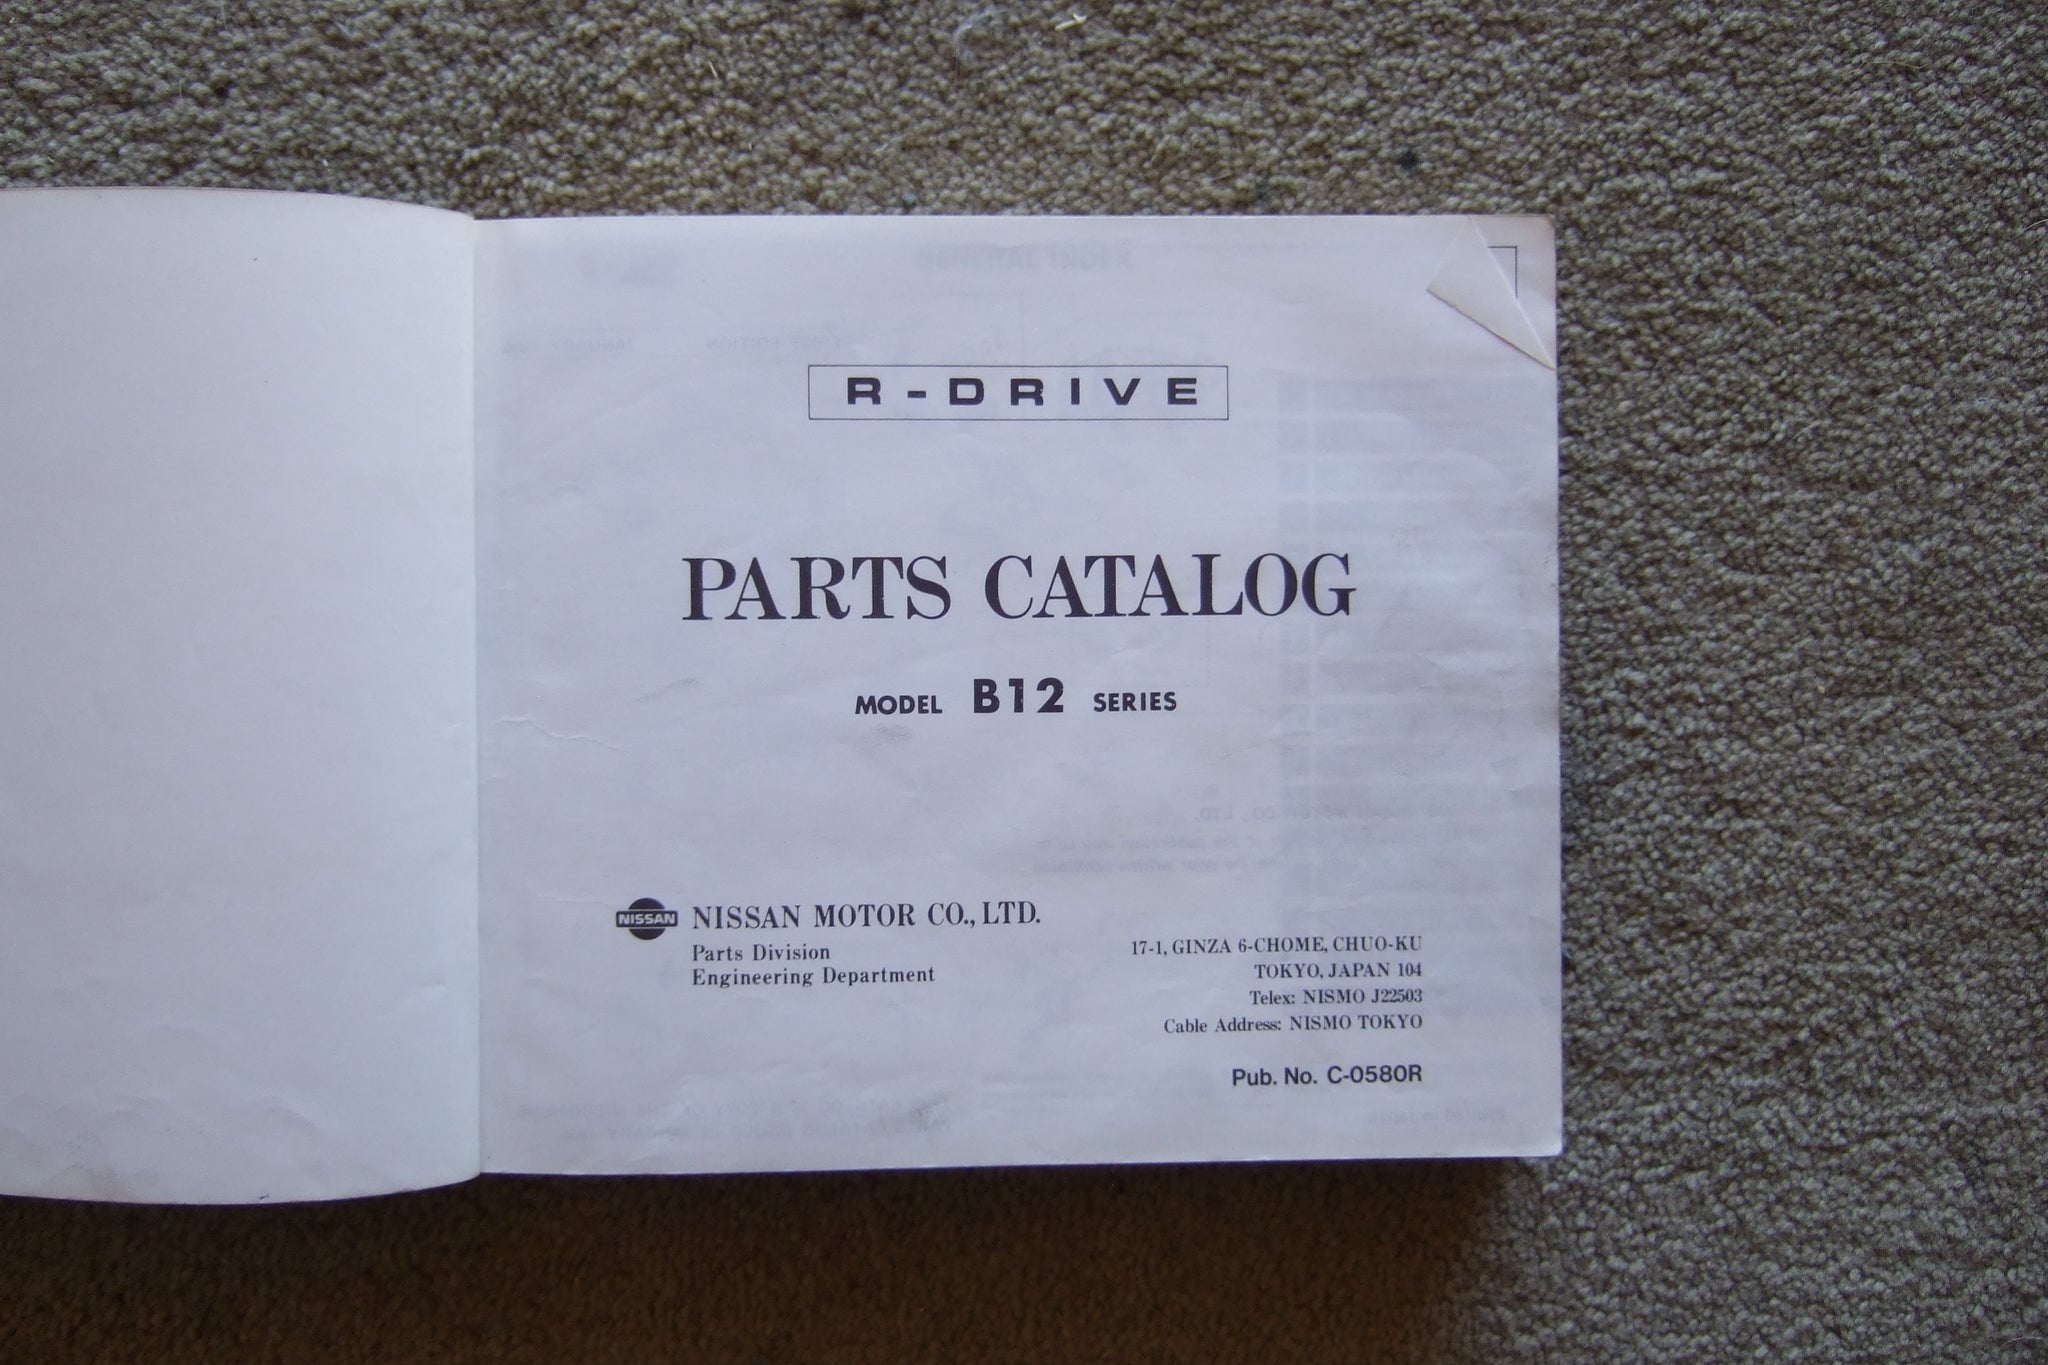 R-DRIVE
PARTS CATALOG
MODEL B12 SERIES
NISSAN
NISSAN MOTOR CO., LTD.
Parts Division
Engineering Department
17-1, GINZA 6-CHOME, CHUO-KU
TOKYO, JAPAN 104
Telex: NISMO J22503
Cable Address: NISMO TOKYO
Pub. No. C-0580R